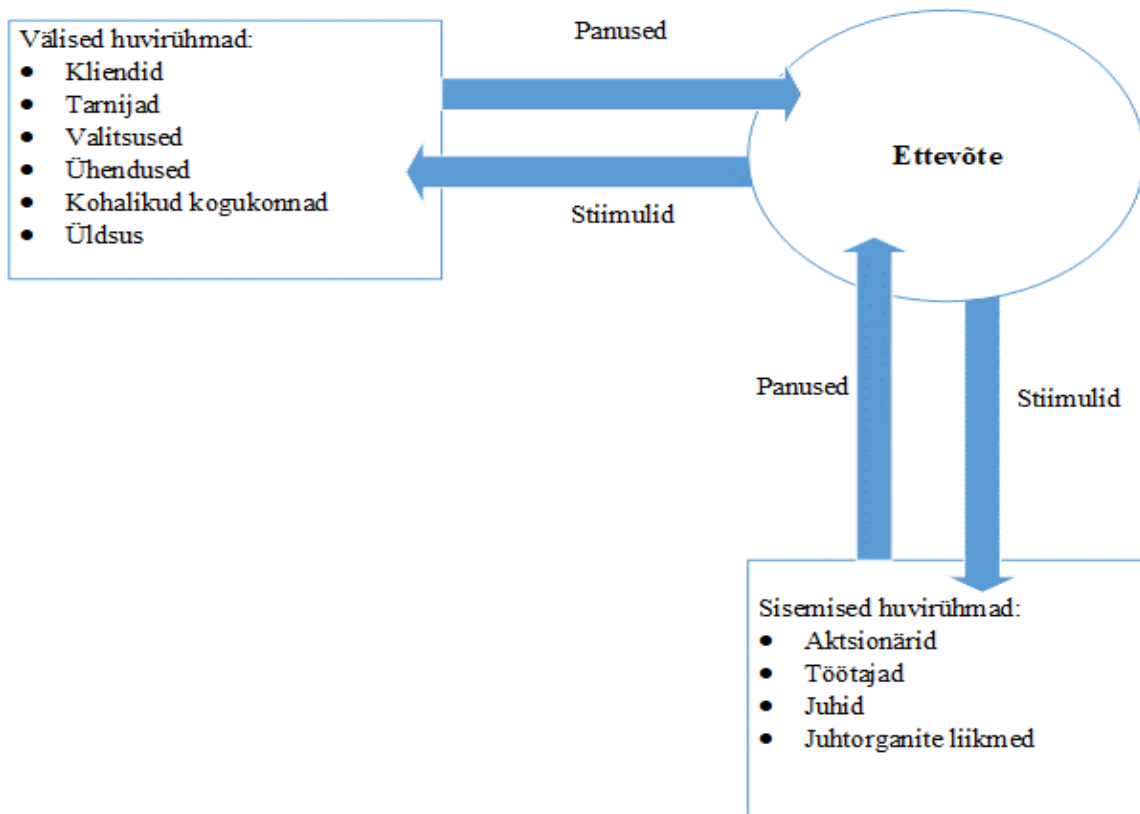 Välised huvirühmad:
● Kliendid
● Tarnijad
● Valitsused
● Ühendused
● Kohalikud kogukonnad
● Üldsus
Panused
Stiimulid
Ettevõte
Panused
Stiimulid
Sisemised huvirühmad:
● Aktsionärid
● Töötajad
● Juhid
● Juhtorganite liikmed